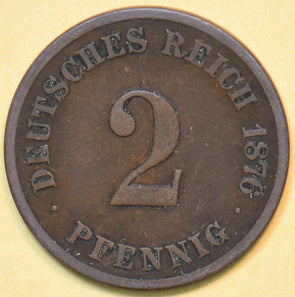 DEUTSCHES REICH 1876
2
· PFENNIG ·